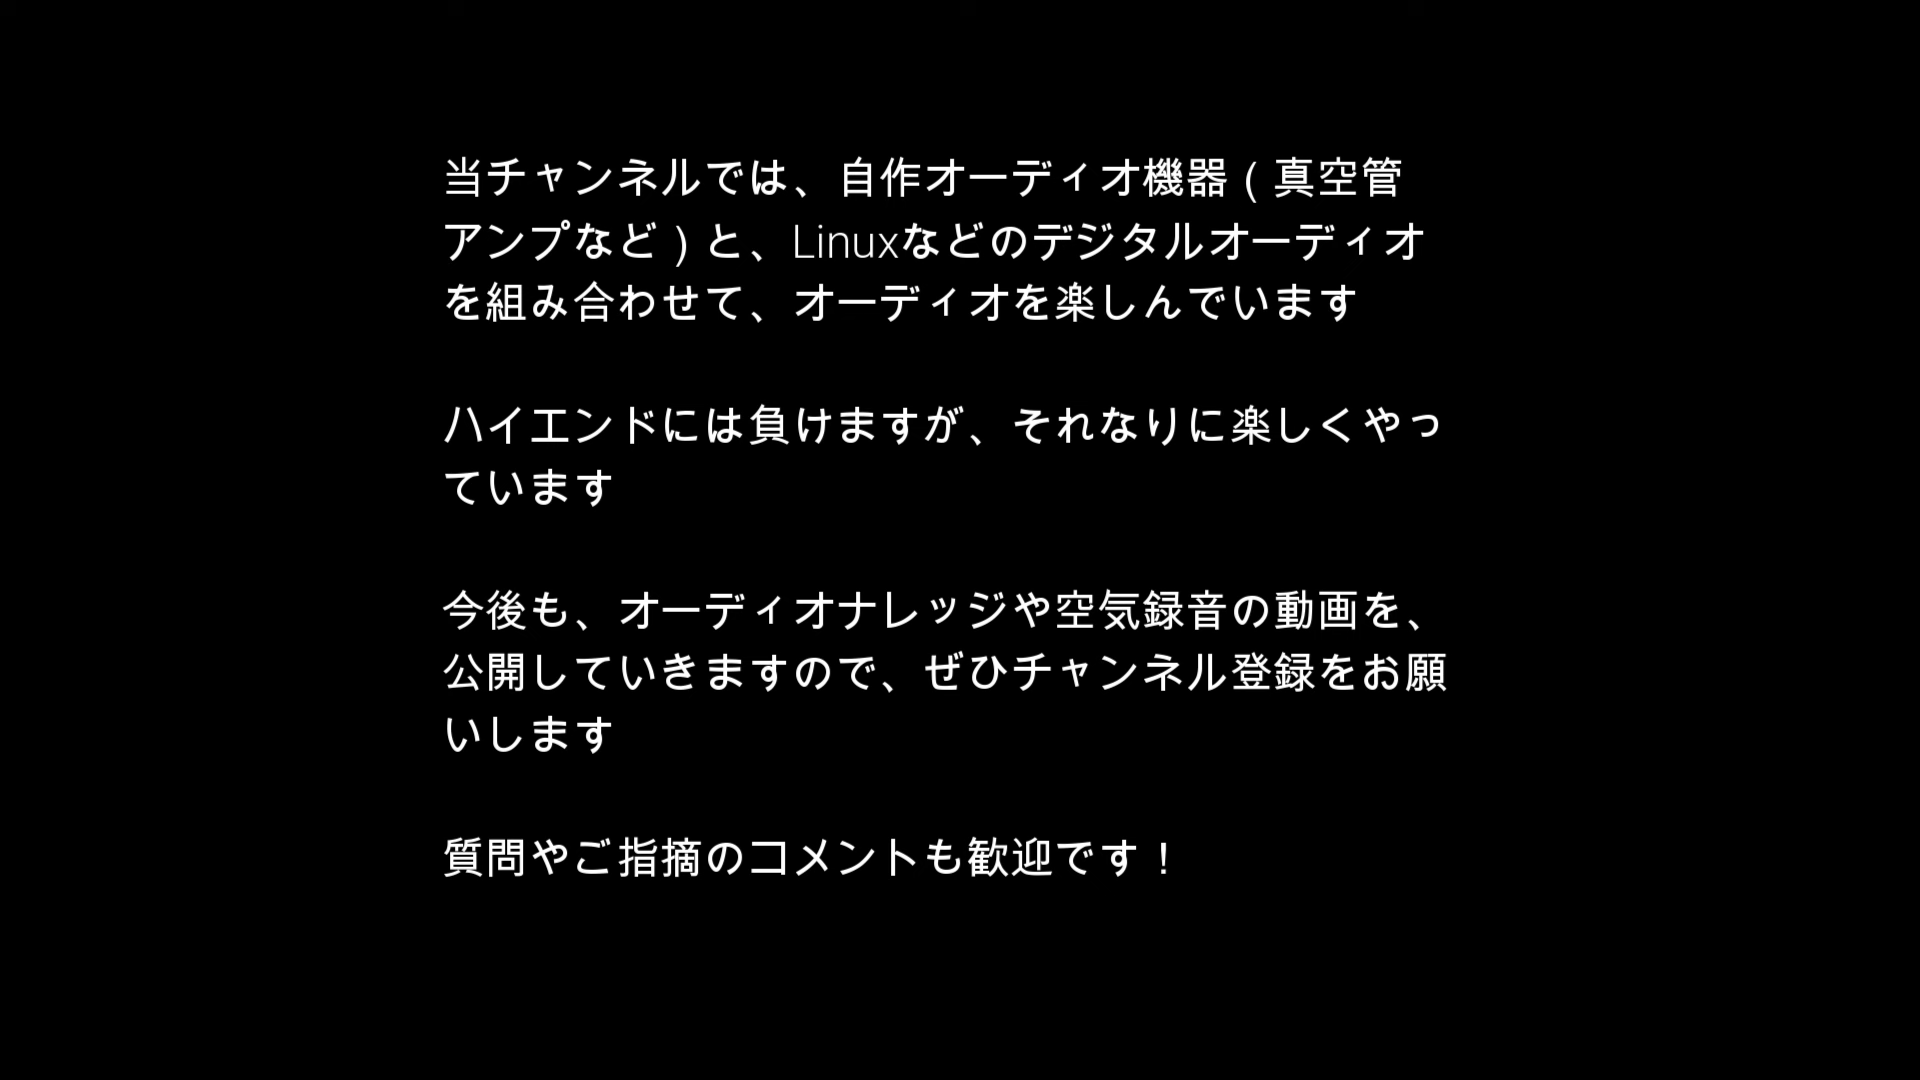 当チャンネルでは、自作オーディオ機器（真空管
アンプなど）と、Linuxなどのデジタルオーディオ
を組み合わせて、オーディオを楽しんでいます
ハイエンドには負けますが、それなりに楽しくやっ
ています
今後も、オーディオナレッジや空気録音の動画を、
公開していきますので、ぜひチャンネル登録をお願
いします
質問やご指摘のコメントも歓迎です！